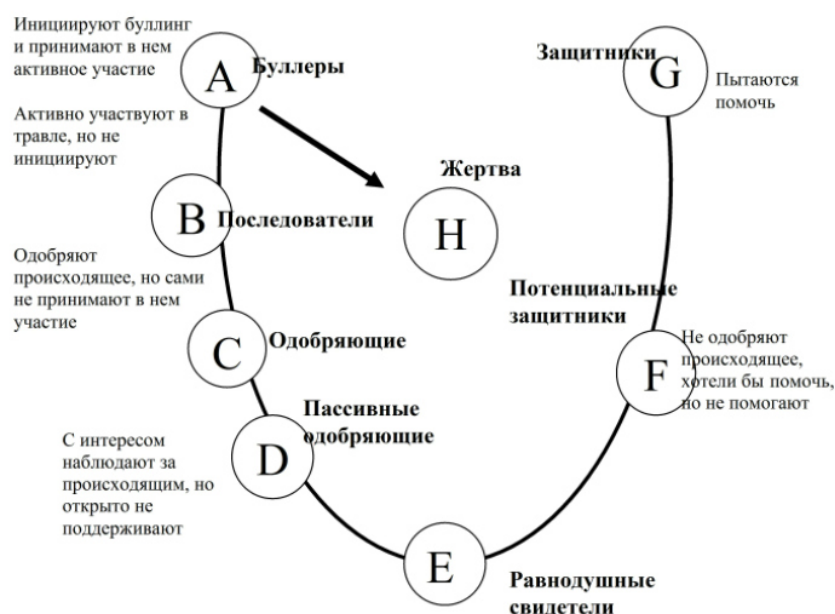 Инициируют буллинг
и принимают в нем
активное участие
A
Буллеры
Защитники
G
Пытаются
помочь
Активно участвуют в
травле, но не
инициируют
Жертва
H
B
Последователи
Одобряют
происходящее, но сами
не принимают в нем
участие
Потенциальные
защитники
C
Одобряющие
F
Не одобряют
происходящее,
хотели бы помочь,
но не помогают
Пассивные
одобряющие
D
С интересом
наблюдают за
происходящим, но
открыто не
поддерживают
E
Равнодушные
свидетели